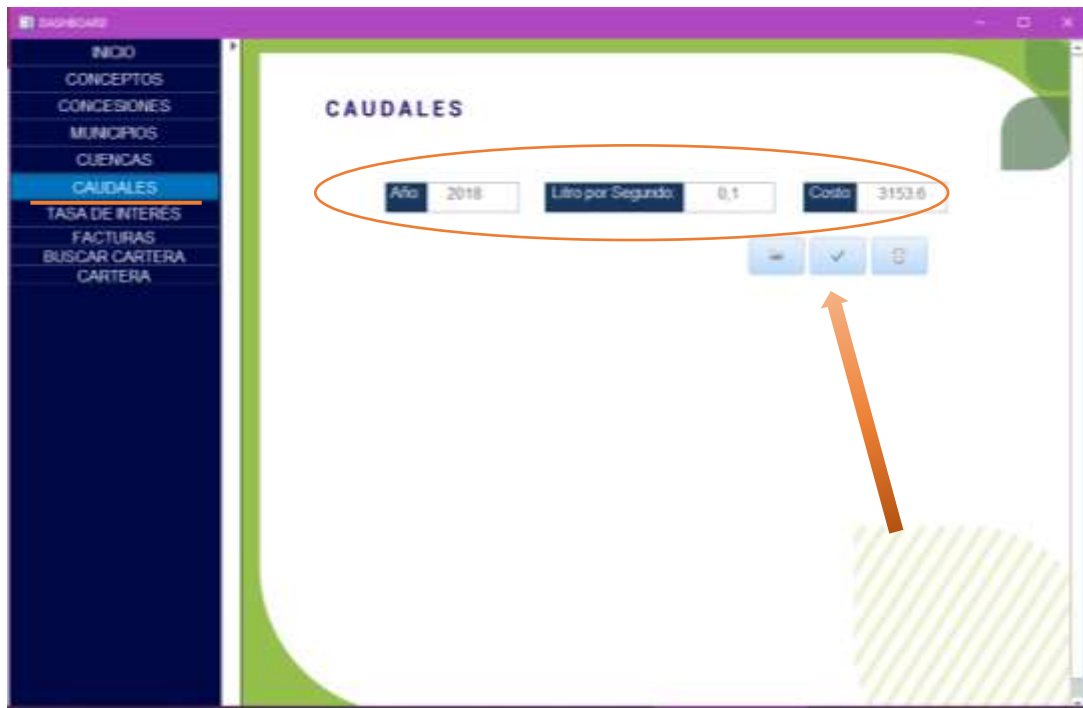 DASHBOARD
INICIO
CONCEPTOS
CONCESIONES
MUNICIPIOS
CUENCAS
CAUDALES
TASA DE INTERÉS
FACTURAS
BUSCAR CARTERA
CARTERA
CAUDALES
Año 2018 Litro por Segundo: 0,1 Costo 3153.6